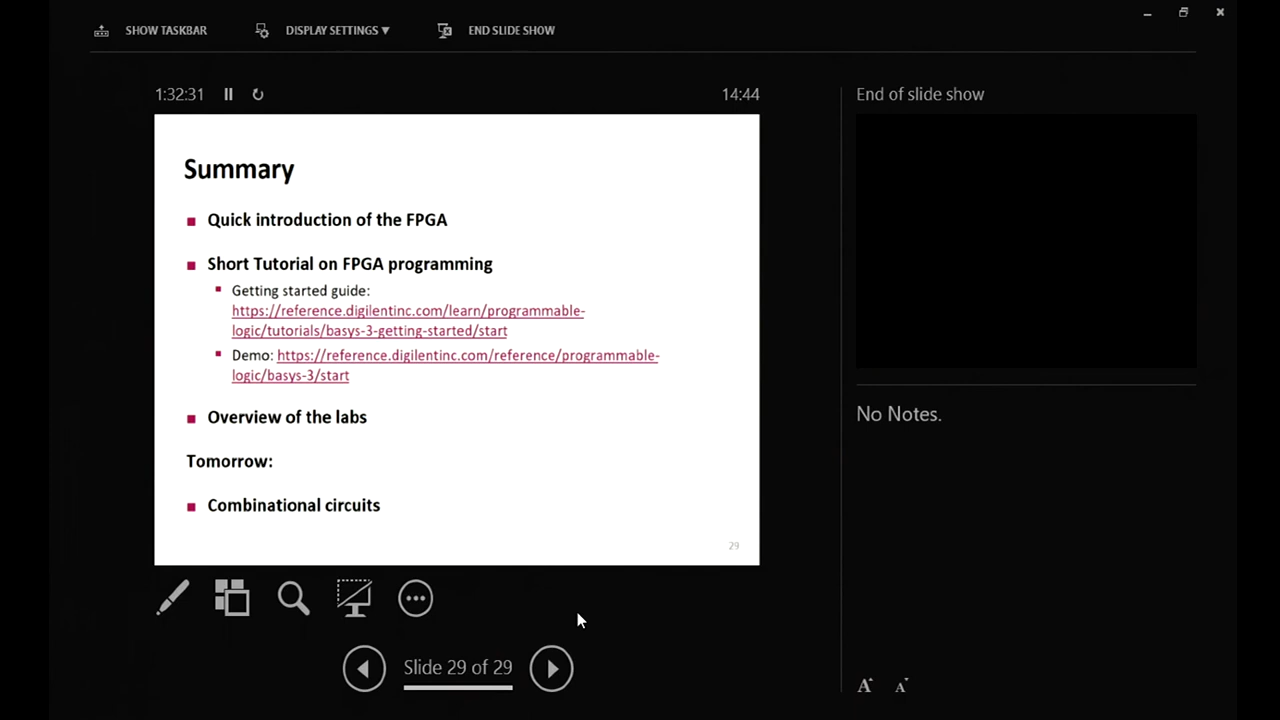 SHOW TASKBAR
DISPLAY SETTINGS ▼
END SLIDE SHOW
1:32:31
14:44
End of slide show
Summary
Quick introduction of the FPGA
Short Tutorial on FPGA programming
Getting started guide:
https://reference.digilentinc.com/learn/programmable-
logic/tutorials/basys-3-getting-started/start
Demo: https://reference.digilentinc.com/reference/programmable-
logic/basys-3/start
Overview of the labs
Tomorrow:
Combinational circuits
29
No Notes.
Slide 29 of 29
A A